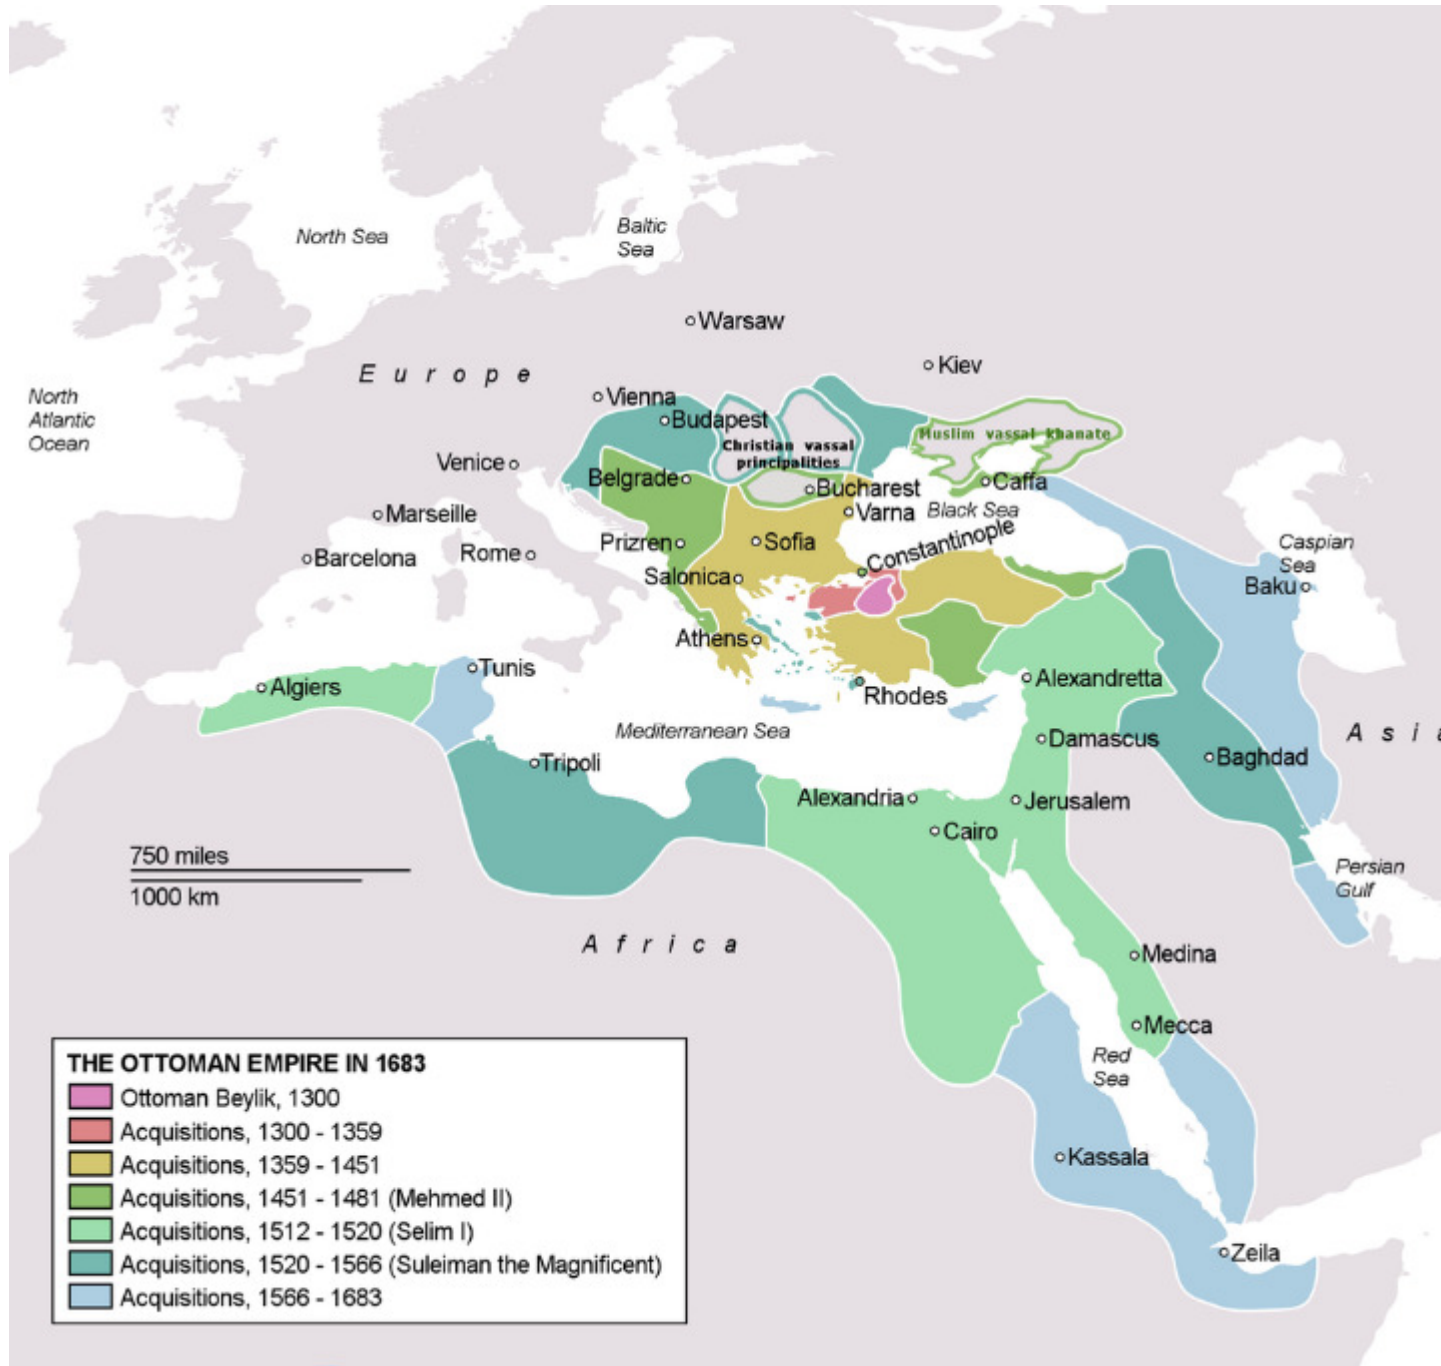 North Sea
Baltic
Sea
Warsaw
Kiev
Europe
North
Atlantic
Ocean
Vienna
Budapest
Christian vassal
principalities
Muslim vassal khanate
Venice
Belgrade
Bucharest
Caffa
Black Sea
Varna
Marseille
Barcelona
Rome
Prizren
Sofia
Constantinople
Salonica
Caspian
Sea
Baku
Athens
Algiers
Tunis
Rhodes
Alexandretta
Mediterranean Sea
Damascus
Asia
Tripoli
Baghdad
Alexandria
Jerusalem
Cairo
750 miles
1000 km
Persian
Gulf
Africa
Medina
Mecca
Red
Sea
Kassala
Zeila
THE OTTOMAN EMPIRE IN 1683
Ottoman Beylik, 1300
Acquisitions, 1300 - 1359
Acquisitions, 1359 - 1451
Acquisitions, 1451 - 1481 (Mehmed II)
Acquisitions, 1512 - 1520 (Selim I)
Acquisitions, 1520 - 1566 (Suleiman the Magnificent)
Acquisitions, 1566 - 1683